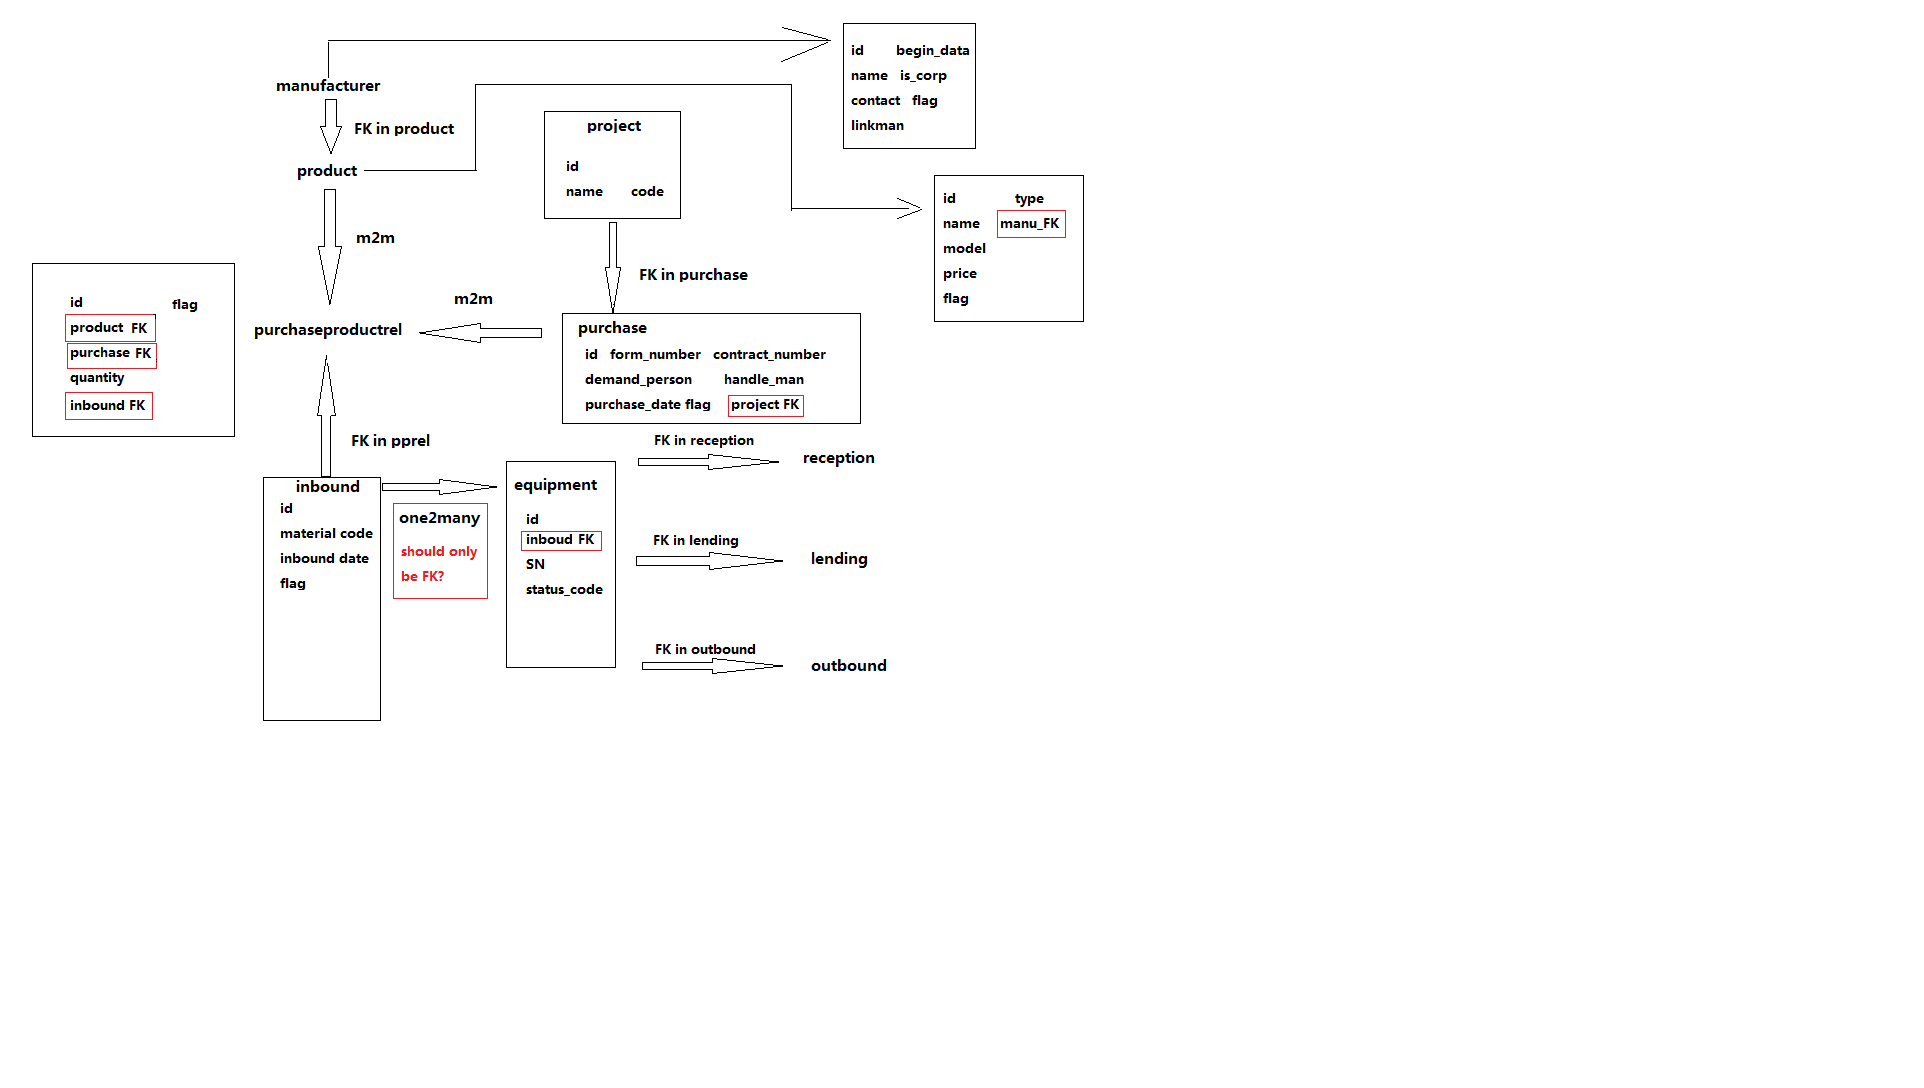 manufacturer
FK in product
product
m2m
purchaseproductrel
id begin_data
name is_corp
contact flag
linkman
project
id
name code
id type
name manu_FK
model
price
flag
FK in purchase
m2m
id flag
product FK
purchase FK
quantity
inbound FK
purchase
id form_number contract_number
demand_person handle_man
purchase_date flag project FK
FK in pprel
inbound
id
material code
inbound date
flag
one2many
should only
be FK?
equipment
id
inboud FK
SN
status_code
FK in reception
reception
FK in lending
lending
FK in outbound
outbound